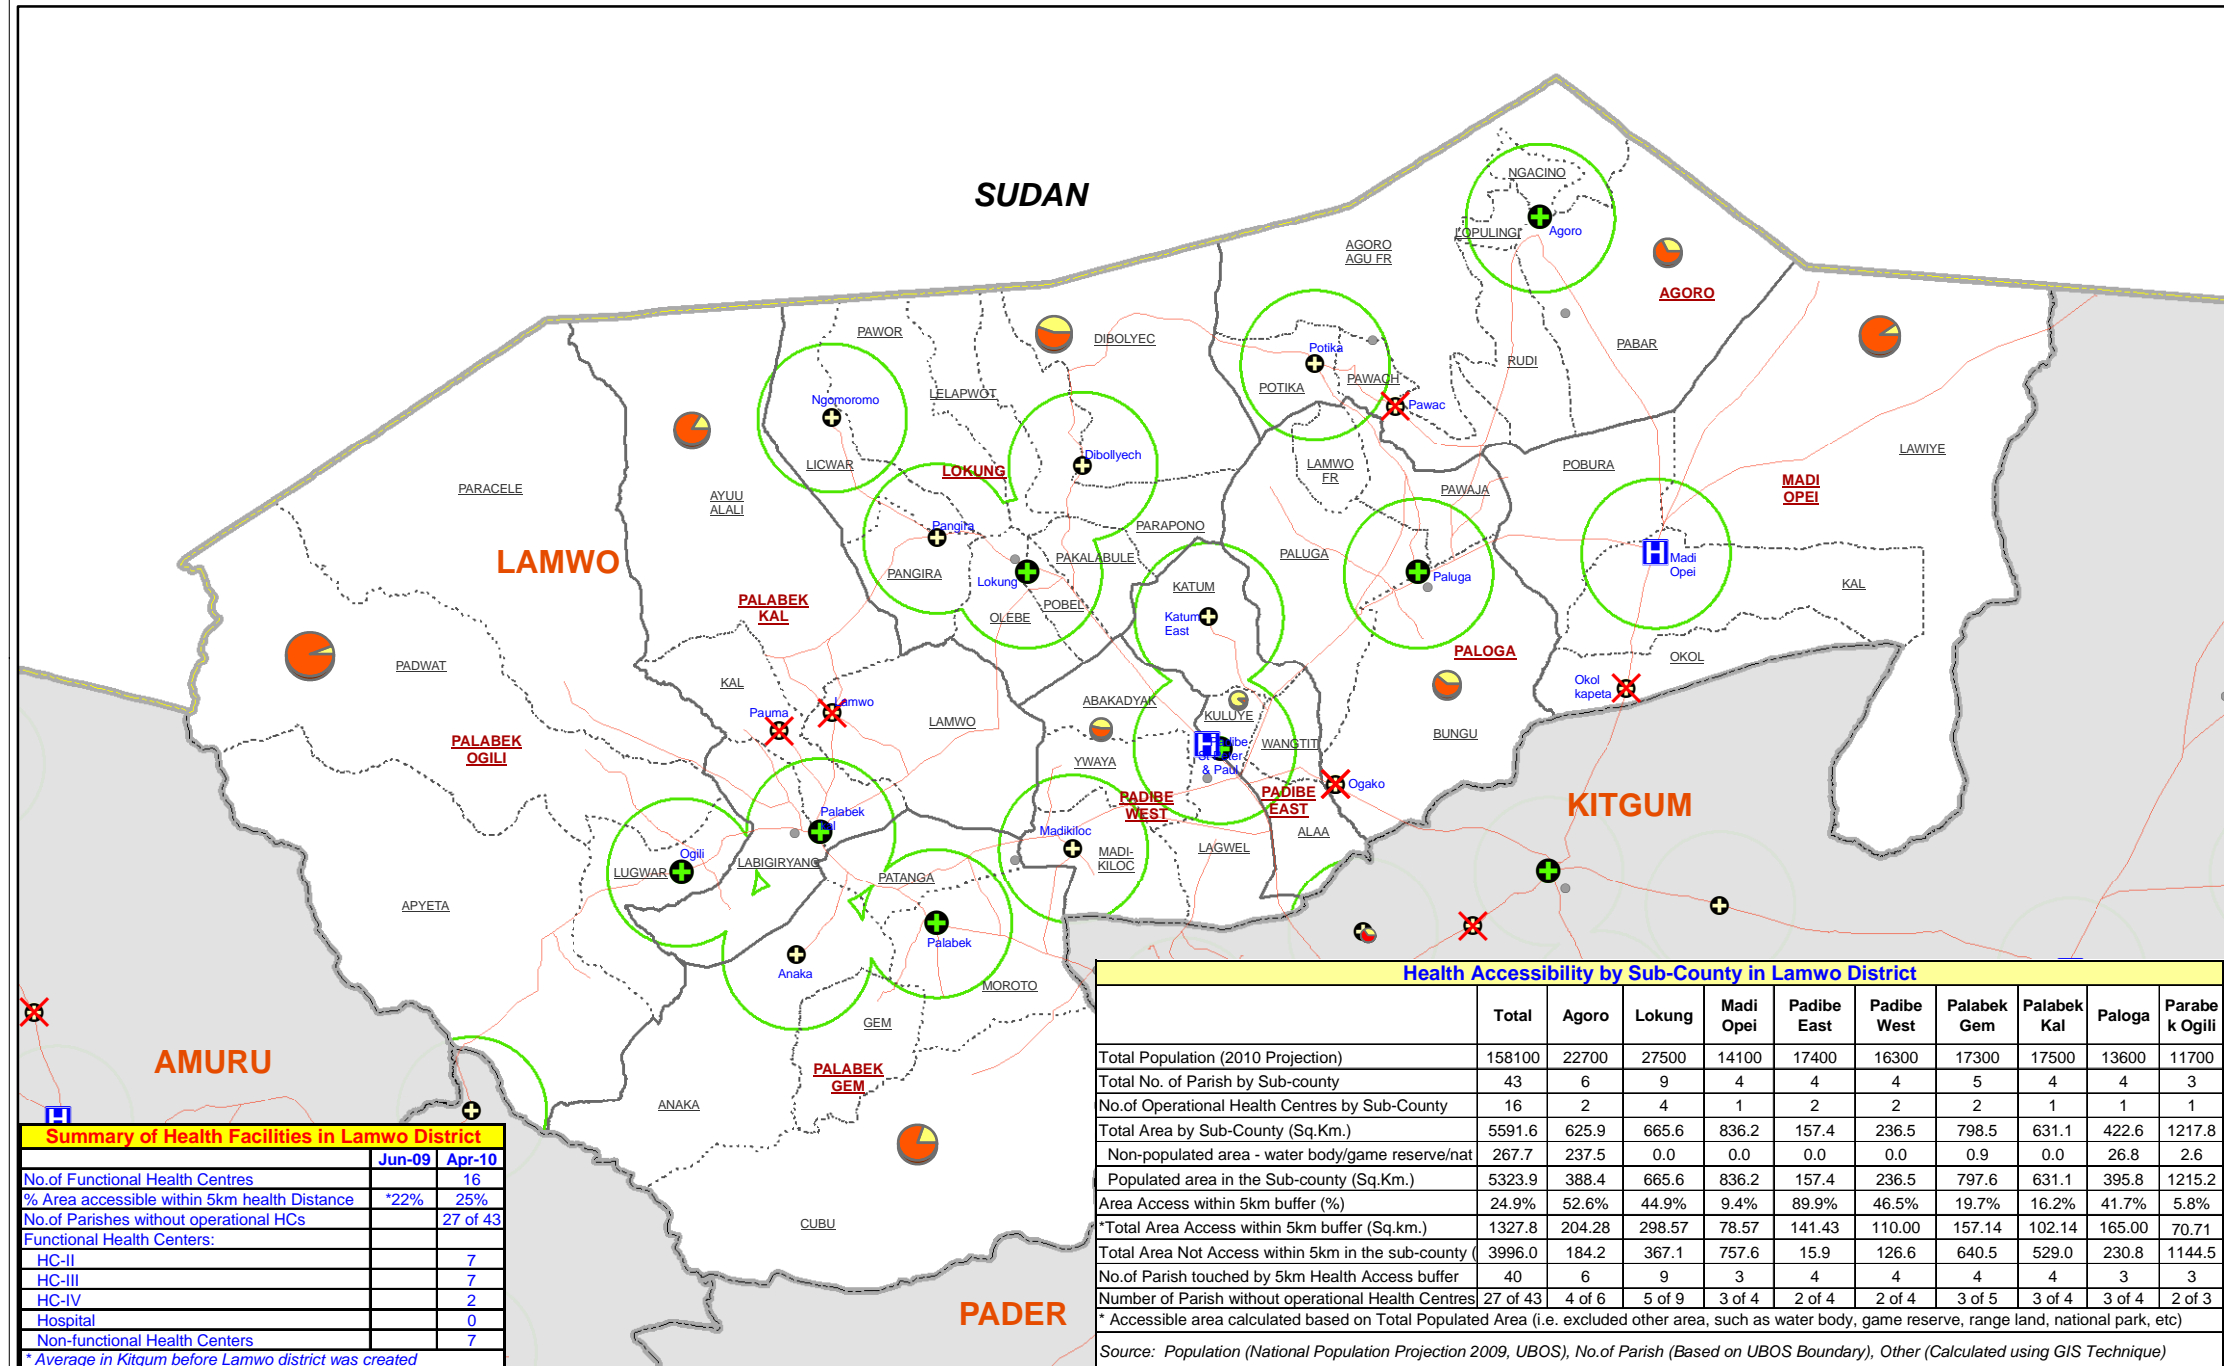 SUDAN
NGACINO
LOPULINGI
Agoro
AGORO
AGU FR
AGORO
PAWOR
DIBOLYEC
PABAR
RUDI
Potika
POTIKA
PAWACH
Pawac
LELAPWOT
Ngomoromo
LICWAR
LOKUNG
Dibollyech
LAMWO
FR
POBURA
LAWIYE
PAWAJA
MADI
OPEI
PARACELE
AYUU
ALALI
Pangira
PARAPONO
PALUGA
PAKALABULE
LAMWO
PANGIRA
Lokung
Paluga
Madi
Opei
KAL
KATUM
PALABEK
KAL
POBEL
OLEBE
Katum
East
PALOGA
OKOL
PADWAT
KAL
Okol
kapeta
Pauma
Lamwo
LAMWO
ABAKADYAK
KULUYE
PALABEK
OGILI
WANGTIT
BUNGU
YWAYA
Padibe
St Peter
& Paul
Ogako
PADIBE
WEST
PADIBE
EAST
KITGUM
Palabek
Kal
Madikiloc
ALAA
Ogili
LUGWAR
LABIGIRYANG
MADI-
KILOC
LAGWEL
PATANGA
APYETA
Palabek
Anaka
MOROTO
GEM
AMURU
PALABEK
GEM
ANAKA
CUBU
PADER
Summary of Health Facilities in Lamwo District
Jun-09 Apr-10
No.of Functional Health Centres 16
% Area accessible within 5km health Distance *22% 25%
No.of Parishes without operational HCs 27 of 43
Functional Health Centers:
HC-II 7
HC-III 7
HC-IV 2
Hospital 0
Non-functional Health Centers 7
* Average in Kitgum before Lamwo district was created
Health Accessibility by Sub-County in Lamwo District
Total Agoro Lokung Madi Opei Padibe East Padibe West Palabek Gem Palabek Kal Paloga Parabe k Ogili
Total Population (2010 Projection) 158100 22700 27500 14100 17400 16300 17300 17500 13600 11700
Total No. of Parish by Sub-county 43 6 9 4 4 4 5 4 4 3
No.of Operational Health Centres by Sub-County 16 2 4 1 2 2 2 1 1 1
Total Area by Sub-County (Sq.Km.) 5591.6 625.9 665.6 836.2 157.4 236.5 798.5 631.1 422.6 1217.8
Non-populated area - water body/game reserve/nat 267.7 237.5 0.0 0.0 0.0 0.0 0.9 0.0 26.8 2.6
Populated area in the Sub-county (Sq.Km.) 5323.9 388.4 665.6 836.2 157.4 236.5 797.6 631.1 395.8 1215.2
Area Access within 5km buffer (%) 24.9% 52.6% 44.9% 9.4% 89.9% 46.5% 19.7% 16.2% 41.7% 5.8%
*Total Area Access within 5km buffer (Sq.km.) 1327.8 204.28 298.57 78.57 141.43 110.00 157.14 102.14 165.00 70.71
Total Area Not Access within 5km in the sub-county ( 3996.0 184.2 367.1 757.6 15.9 126.6 640.5 529.0 230.8 1144.5
No.of Parish touched by 5km Health Access buffer 40 6 9 3 4 4 4 4 3 3
Number of Parish without operational Health Centres 27 of 43 4 of 6 5 of 9 3 of 4 2 of 4 2 of 4 3 of 5 3 of 4 3 of 4 2 of 3
* Accessible area calculated based on Total Populated Area (i.e. excluded other area, such as water body, game reserve, range land, national park, etc)
Source: Population (National Population Projection 2009, UBOS), No.of Parish (Based on UBOS Boundary), Other (Calculated using GIS Technique)